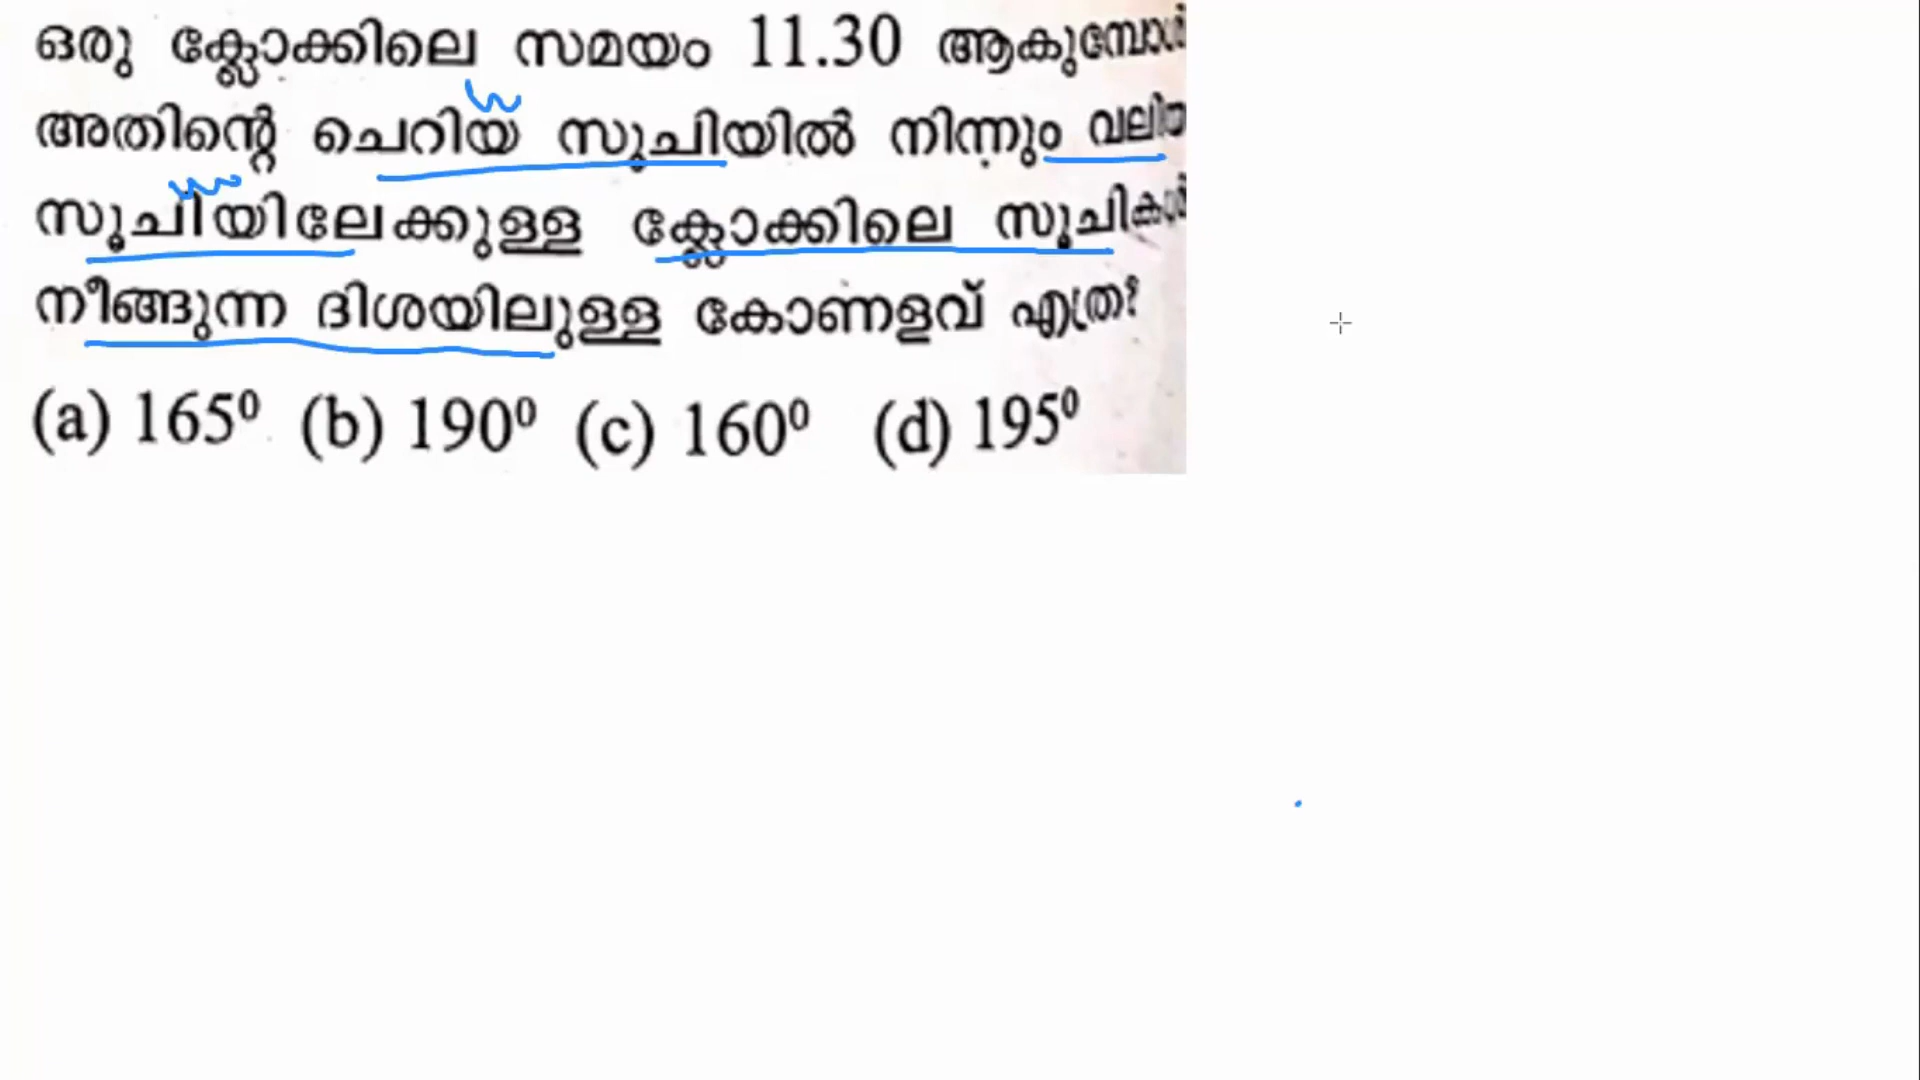 ഒരു ക്ലോക്കിലെ സമയം 11.30 ആകുമ്പോൾ
അതിന്റെ ചെറിയ സൂചിയിൽ നിന്നും വലിയ
സൂചിയിലേക്കുള്ള ക്ലോക്കിലെ സൂചികൾ
നീങ്ങുന്ന ദിശയിലുള്ള കോണളവ് എത്ര?
(a) 165⁰ (b) 190⁰ (c) 160⁰ (d) 195⁰